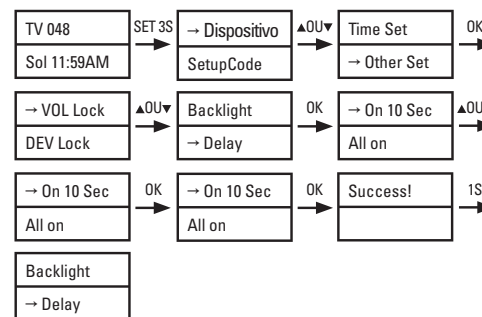 TV 048
Sol 11:59AM
SET 3S
→ Dispositivo
SetupCode
▲OU▼
Time Set
→ Other Set
OK
→ VOL Lock
DEV Lock
▲OU▼
Backlight
→ Delay
OK
→ On 10 Sec
All on
▲OU
→ On 10 Sec
All on
OK
→ On 10 Sec
All on
OK
Success!
1S
Backlight
→ Delay